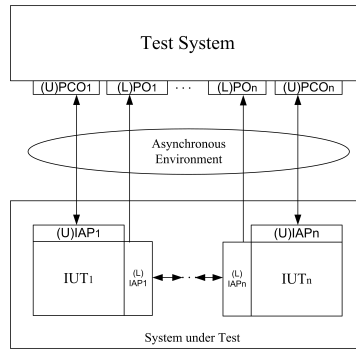 Test System
(U)PCO1 (L)PO1 · · · (L)POn (U)PCOn
Asynchronous
Environment
(U)IAP1 (U)IAPn
IUT1 (L) IAP1 · · (L) IAPn IUTn
System under Test